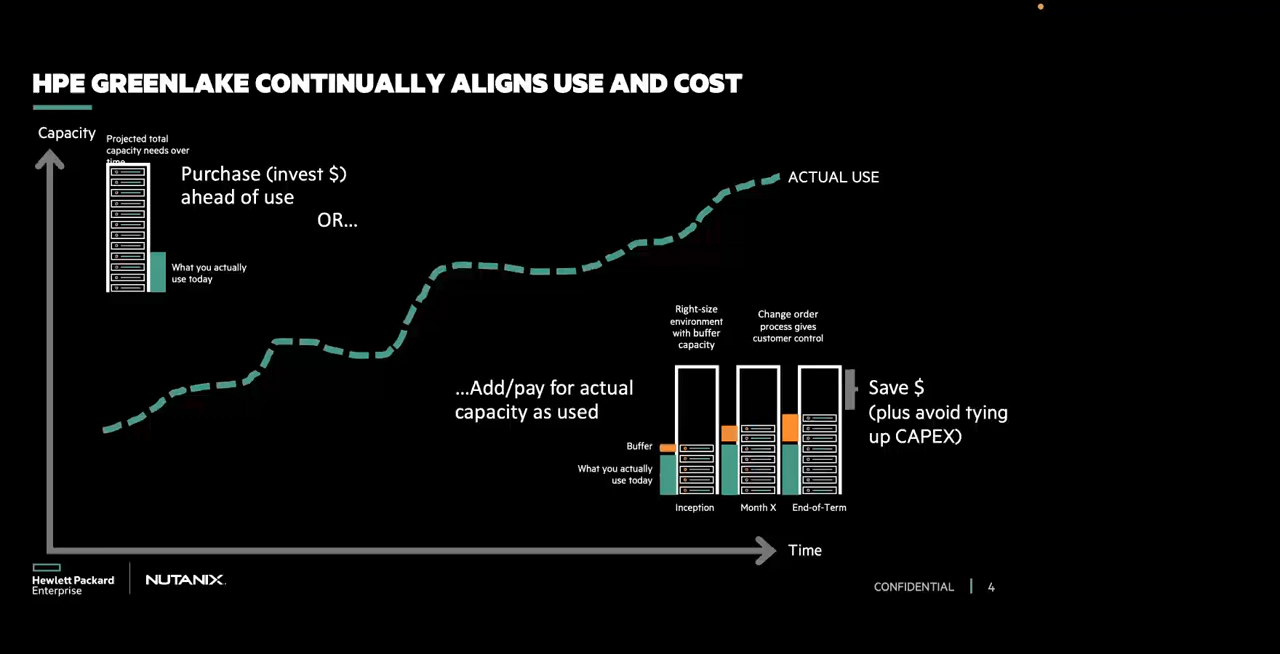 HPE GREENLAKE CONTINUALLY ALIGNS USE AND COST
Capacity
Projected total
capacity needs over
time
Purchase (invest $)
ahead of use
OR...
What you actually
use today
ACTUAL USE
Right-size
environment
with buffer
capacity
Change order
process gives
customer control
...Add/pay for actual
capacity as used
Buffer
What you actually
use today
Save $
(plus avoid tying
up CAPEX)
Inception
Month X
End-of-Term
Time
Hewlett Packard
Enterprise
NUTANIX.
CONFIDENTIAL
4